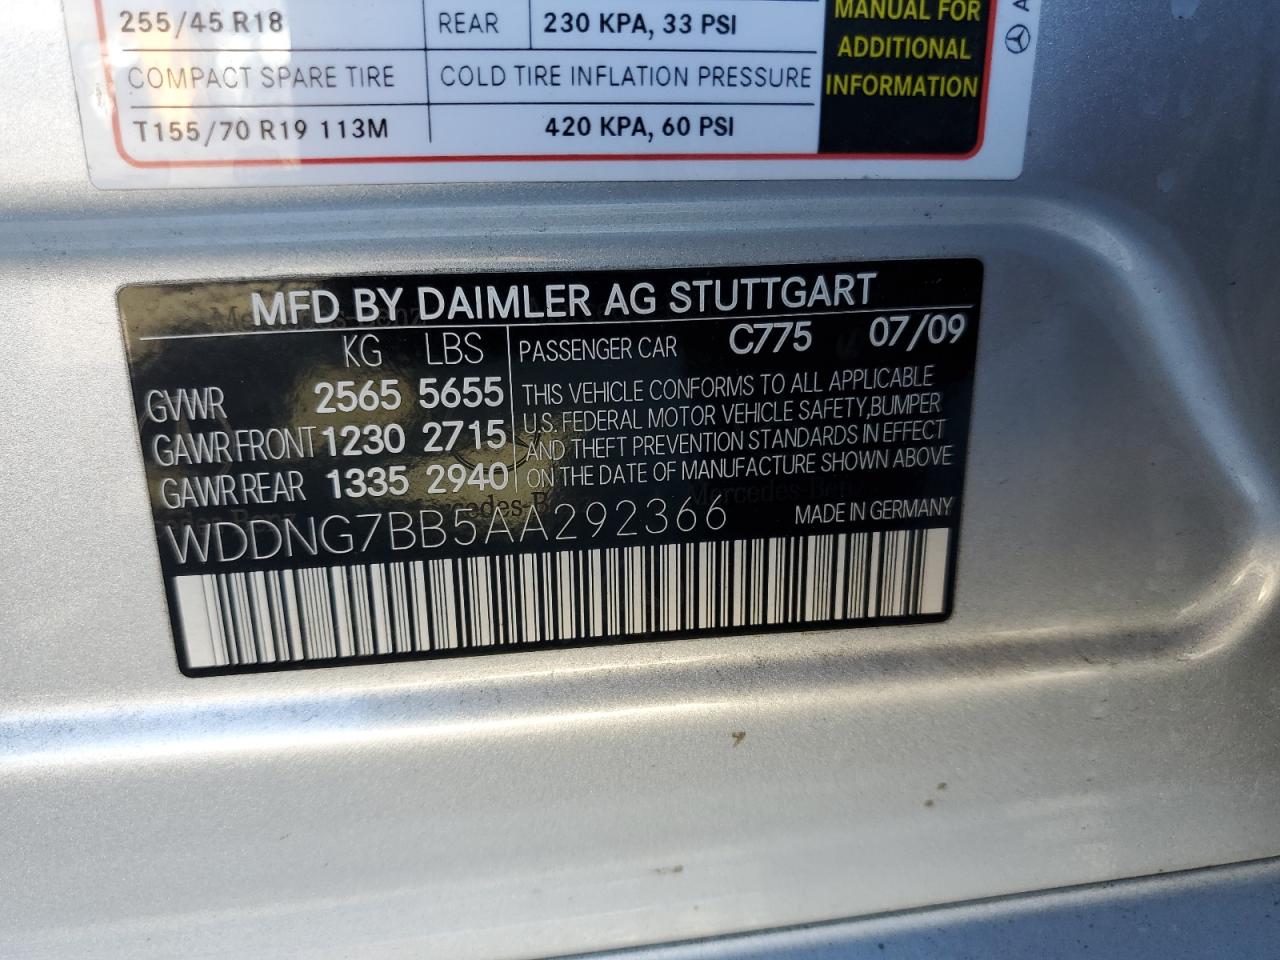 255/45 R18 REAR 230 KPA, 33 PSI
COMPACT SPARE TIRE COLD TIRE INFLATION PRESSURE
T155/70 R19 113M 420 KPA, 60 PSI
MANUAL FOR
ADDITIONAL
INFORMATION
A
MFD BY DAIMLER AG STUTTGART
KG LBS
GVWR 2565 5655
GAWR FRONT 1230 2715
GAWR REAR 1335 2940
PASSENGER CAR C775 07/09
THIS VEHICLE CONFORMS TO ALL APPLICABLE
U.S. FEDERAL MOTOR VEHICLE SAFETY,BUMPER
AND THEFT PREVENTION STANDARDS IN EFFECT
ON THE DATE OF MANUFACTURE SHOWN ABOVE
Mercedes-Benz
WDDNG7BB5AA292366 MADE IN GERMANY